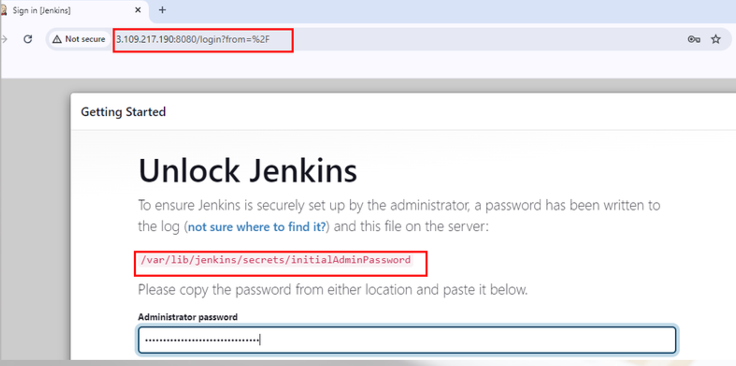 Sign in [Jenkins]
Not secure
3.109.217.190:8080/login?from=%2F
Getting Started
Unlock Jenkins
To ensure Jenkins is securely set up by the administrator, a password has been written to
the log (not sure where to find it?) and this file on the server:
/var/lib/jenkins/secrets/initialAdminPassword
Please copy the password from either location and paste it below.
Administrator password